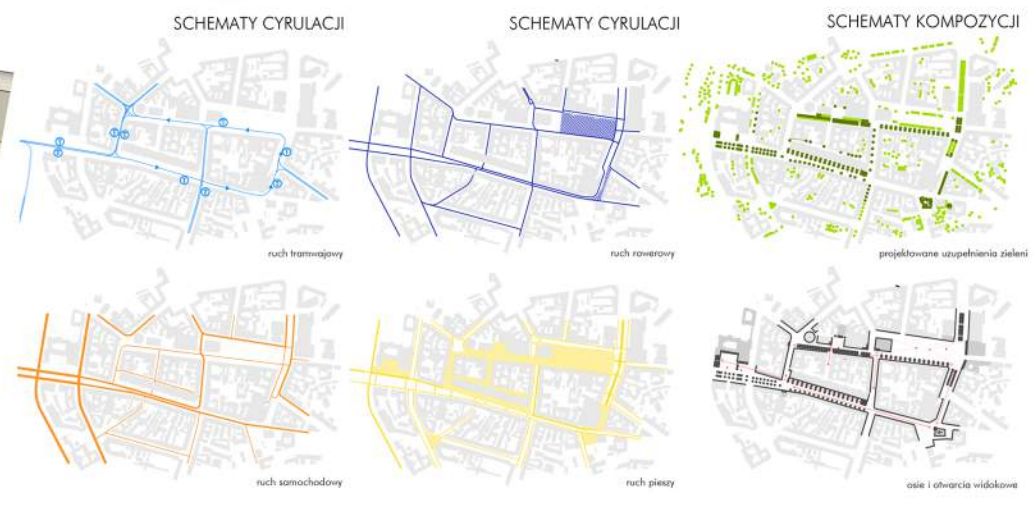 SCHEMATY CYRULACJI
SCHEMATY CYRULACJI
SCHEMATY KOMPOZYCJI
ruch tramwajowy
ruch rowerowy
projektowane uzupełnienia zieleni
ruch samochodowy
ruch pieszy
osie i otwarcia widokowe